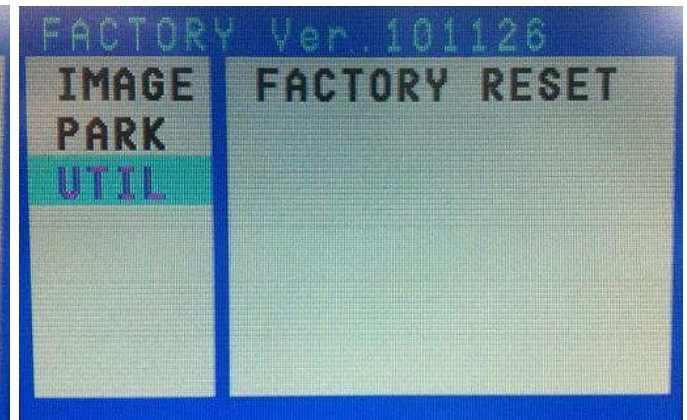 FACTORY Ver.101126
IMAGE
PARK
UTIL
FACTORY RESET